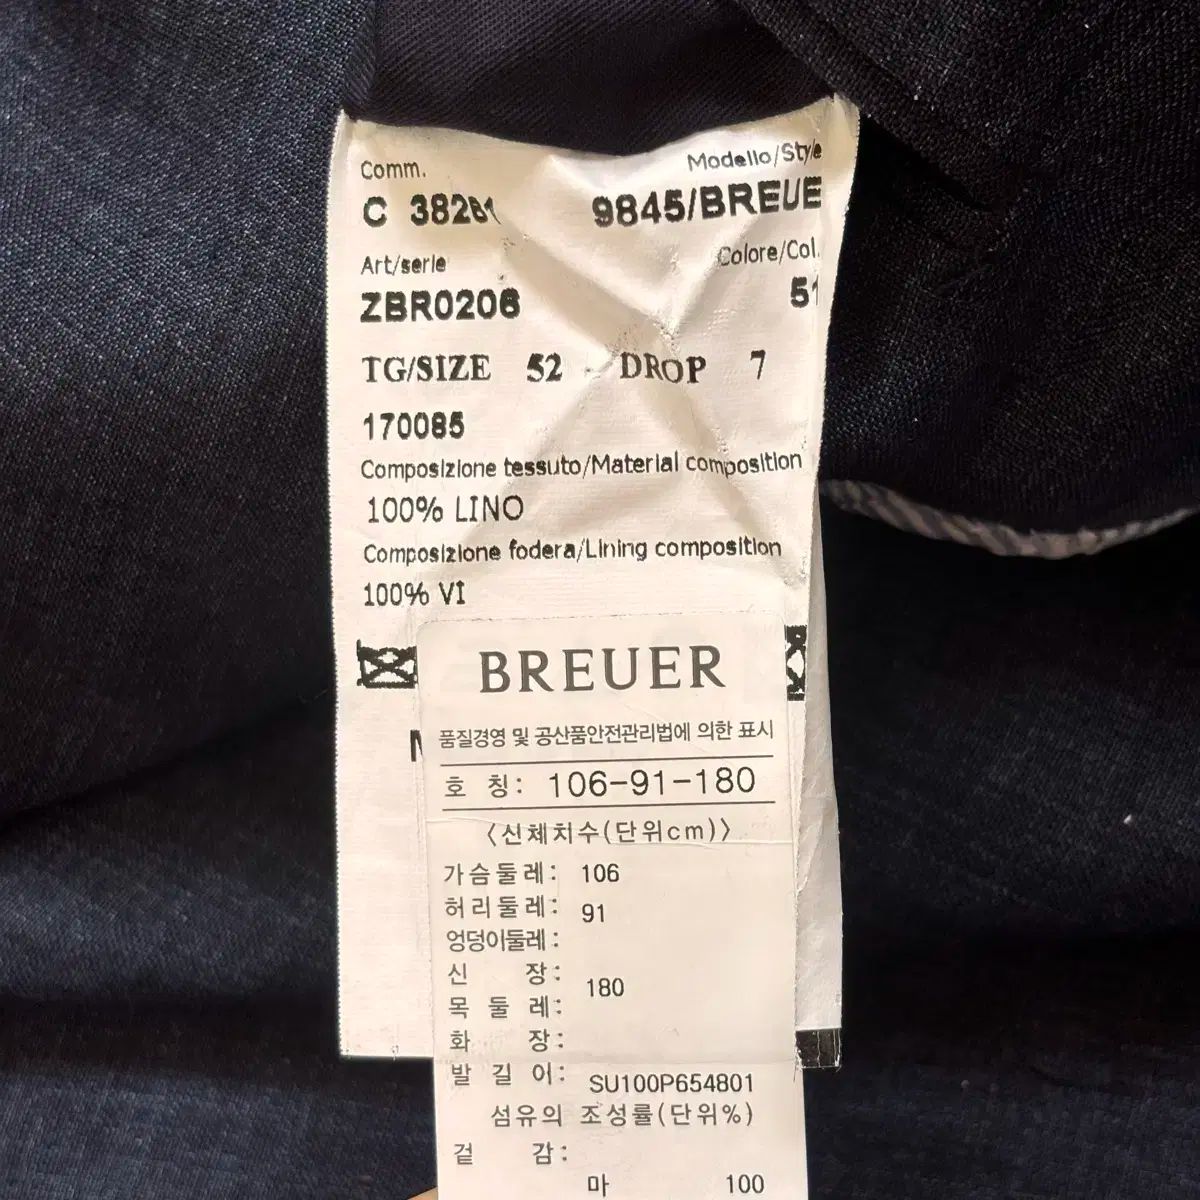 Comm. Modello/Style
C 38261 9845/BREUE
Art/serie Colore/Col.
ZBR0206 51
TG/SIZE 52 DROP 7
170085
Composizione tessuto/Material composition
100% LINO
Composizione fodera/Lining composition
100% VI
BREUER
품질경영 및 공산품안전관리법에 의한 표시
호 칭: 106-91-180
〈신체치수(단위cm)〉
가슴둘레: 106
허리둘레: 91
엉덩이둘레:
신 장: 180
목 둘 레:
화 장:
발 길 이: SU100P654801
섬유의 조성률(단위%)
겉 감:
마 100